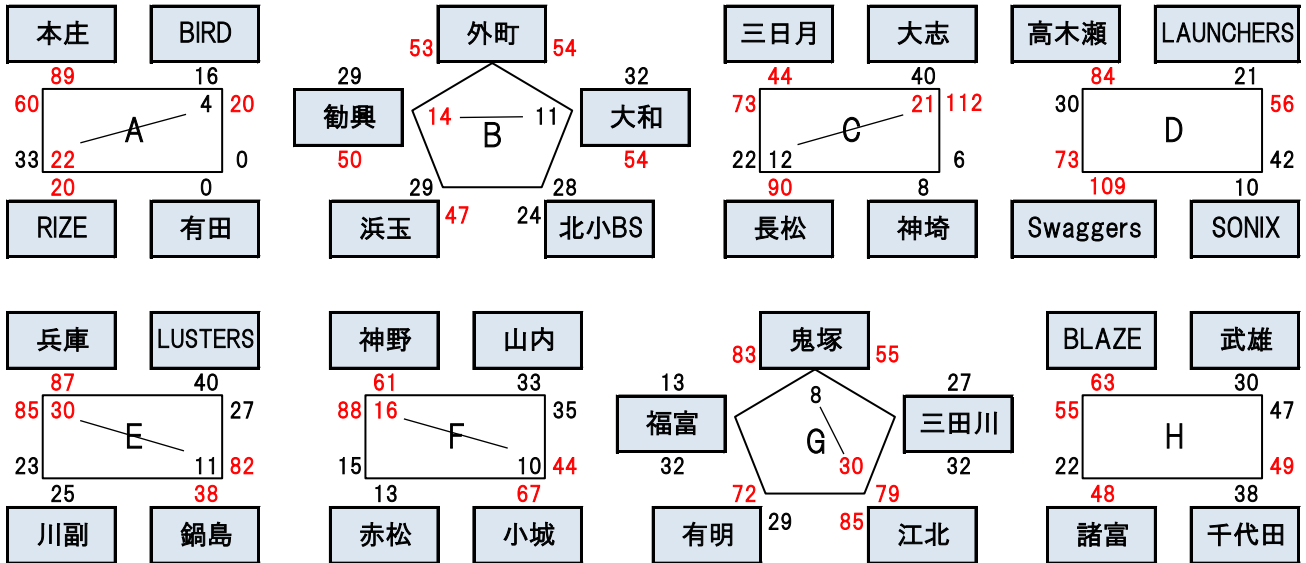 本庄 BIRD 外町 三日月 大志 高木瀬 LAUNCHERS
53 54
89 16 29 32 44 40 84 21
60 4 20 勧興 14 11 大和 73 21 112 30 56
A B C D
33 22 0 50 54 22 12 6 73 42
20 0 29 28 90 8 109 10
RIZE 有田 浜玉 47 24 北小BS 長松 神埼 Swaggers SONIX
兵庫 LUSTERS 神野 山内 83 鬼塚 55 BLAZE 武雄
87 40 61 33 13 27 63 30
85 30 27 88 16 35 福富 8 三田川 55 47
E F G H
23 11 82 15 10 44 32 30 32 22 49
25 38 13 67 72 79 48 38
川副 鍋島 赤松 小城 有明 29 85 江北 諸富 千代田